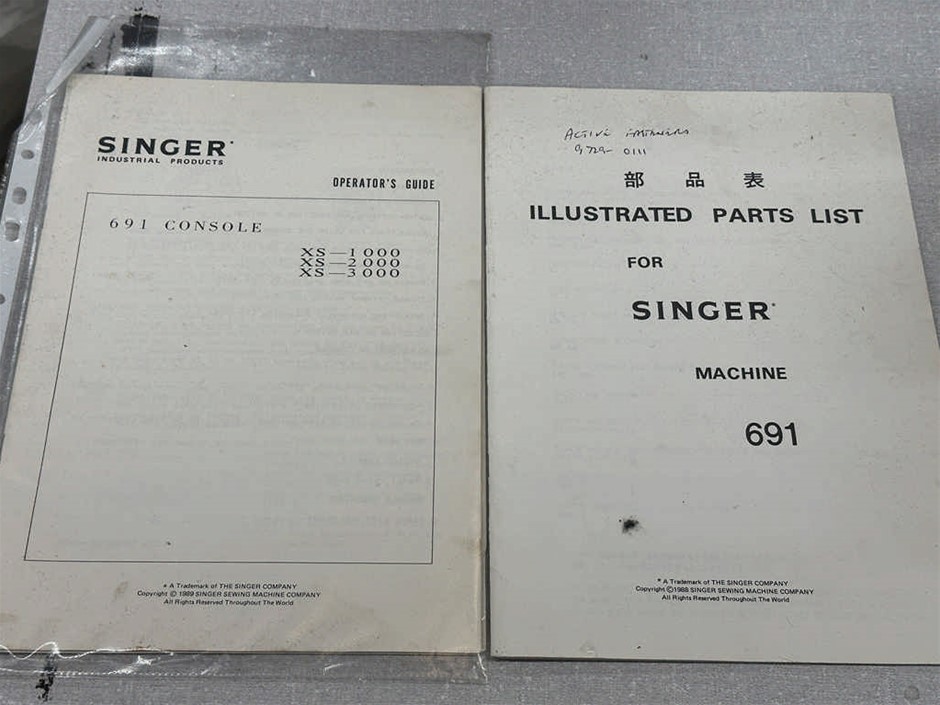 SINGER*
INDUSTRIAL PRODUCTS
OPERATOR'S GUIDE
691 CONSOLE
XS—1000
XS—2000
XS—3000
* A Trademark of THE SINGER COMPANY
Copyright © 1989 SINGER SEWING MACHINE COMPANY
All Rights Reserved Throughout The World
ACTIVE
9729- 0111
部 品 表
ILLUSTRATED PARTS LIST
FOR
SINGER*
MACHINE
691
* A Trademark of THE SINGER COMPANY
Copyright ©1988 SINGER SEWING MACHINE COMPANY
All Rights Reserved Throughout The World